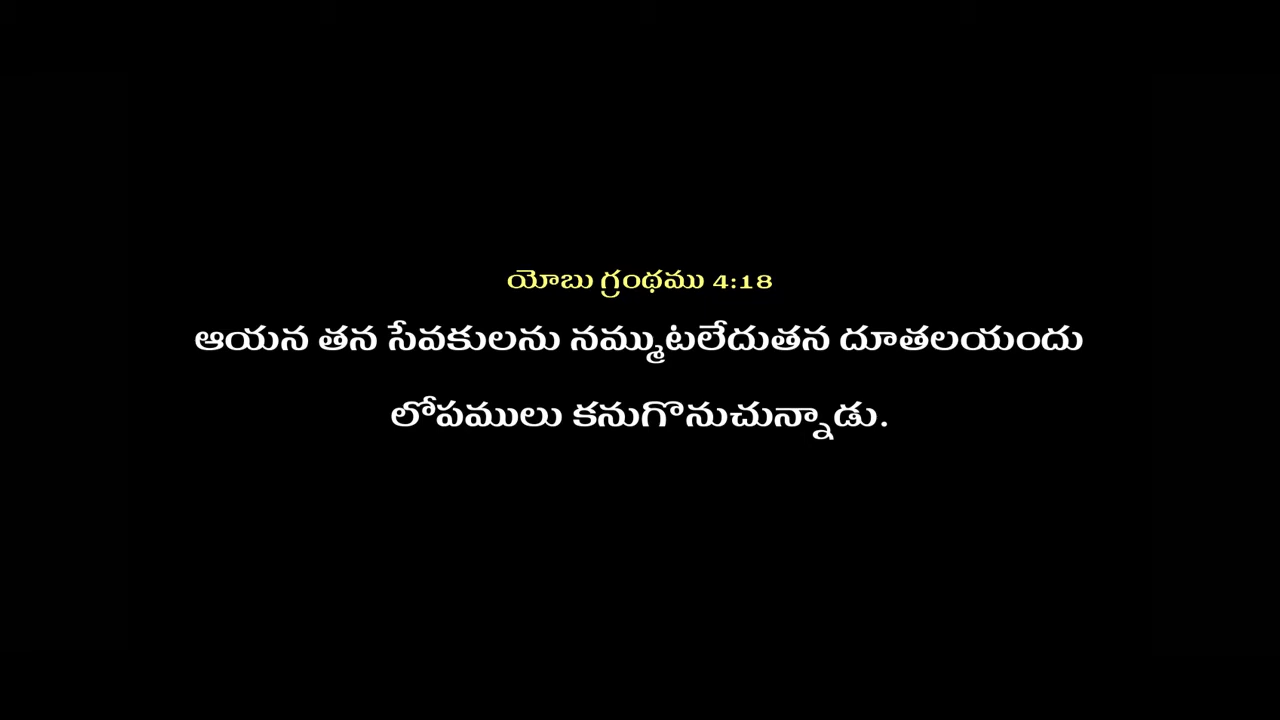 యోబు గ్రంథము 4:18
ఆయన తన సేవకులను నమ్ముటలేదుతన దూతలయందు
లోపములు కనుగొనుచున్నాడు.